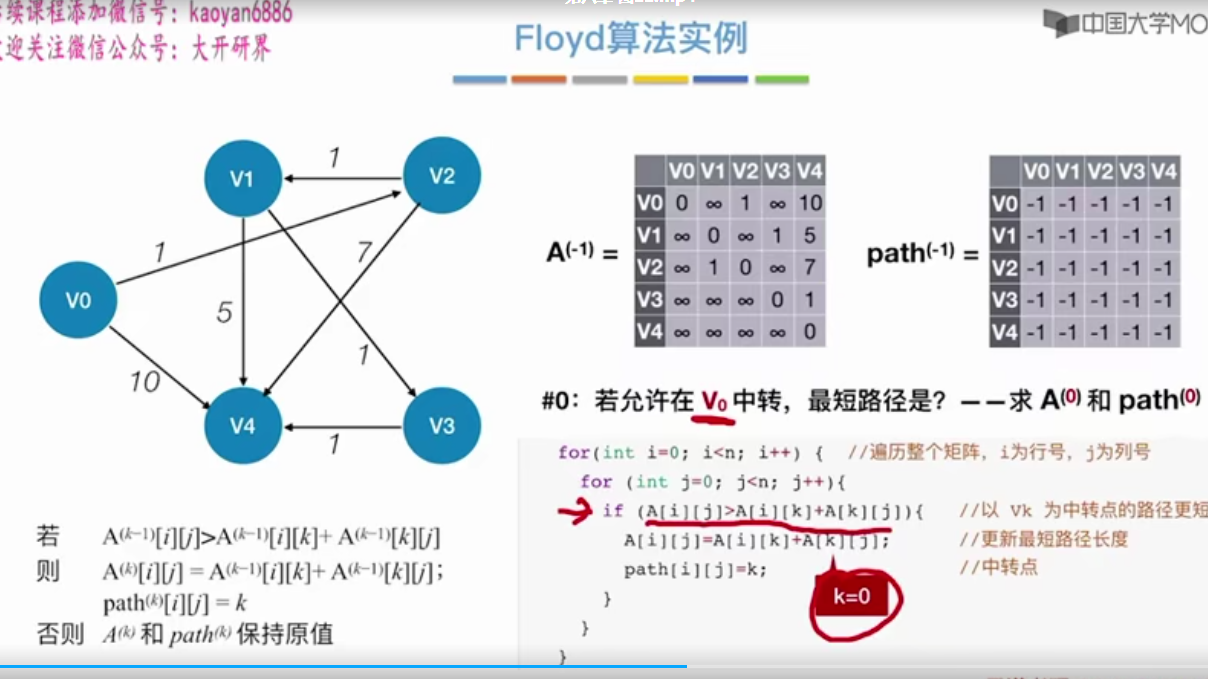 续课程添加微信号：kaoyan6886
迎关注微信公众号：大开研界
Floyd算法实例
中国大学MO
V1
V2
V0
V4
V3
1
1
7
5
1
10
1
A(-1) =
V0 V1 V2 V3 V4
V0 0 ∞ 1 ∞ 10
V1 ∞ 0 ∞ 1 5
V2 ∞ 1 0 ∞ 7
V3 ∞ ∞ ∞ 0 1
V4 ∞ ∞ ∞ ∞ 0
path(-1) =
V0 V1 V2 V3 V4
V0 -1 -1 -1 -1 -1
V1 -1 -1 -1 -1 -1
V2 -1 -1 -1 -1 -1
V3 -1 -1 -1 -1 -1
V4 -1 -1 -1 -1 -1
#0：若允许在 V0 中转，最短路径是？——求 A(0) 和 path(0)
for(int i=0; i<n; i++) { //遍历整个矩阵，i为行号，j为列号
for (int j=0; j<n; j++){
if (A[i][j]>A[i][k]+A[k][j]){ //以 Vk 为中转点的路径更短
A[i][j]=A[i][k]+A[k][j]; //更新最短路径长度
path[i][j]=k; //中转点
}
}
}
k=0
若 A(k−1)[i][j]>A(k−1)[i][k]+ A(k−1)[k][j]
则 A(k)[i][j] = A(k−1)[i][k]+ A(k−1)[k][j]；
path(k)[i][j] = k
否则 A(k) 和 path(k) 保持原值